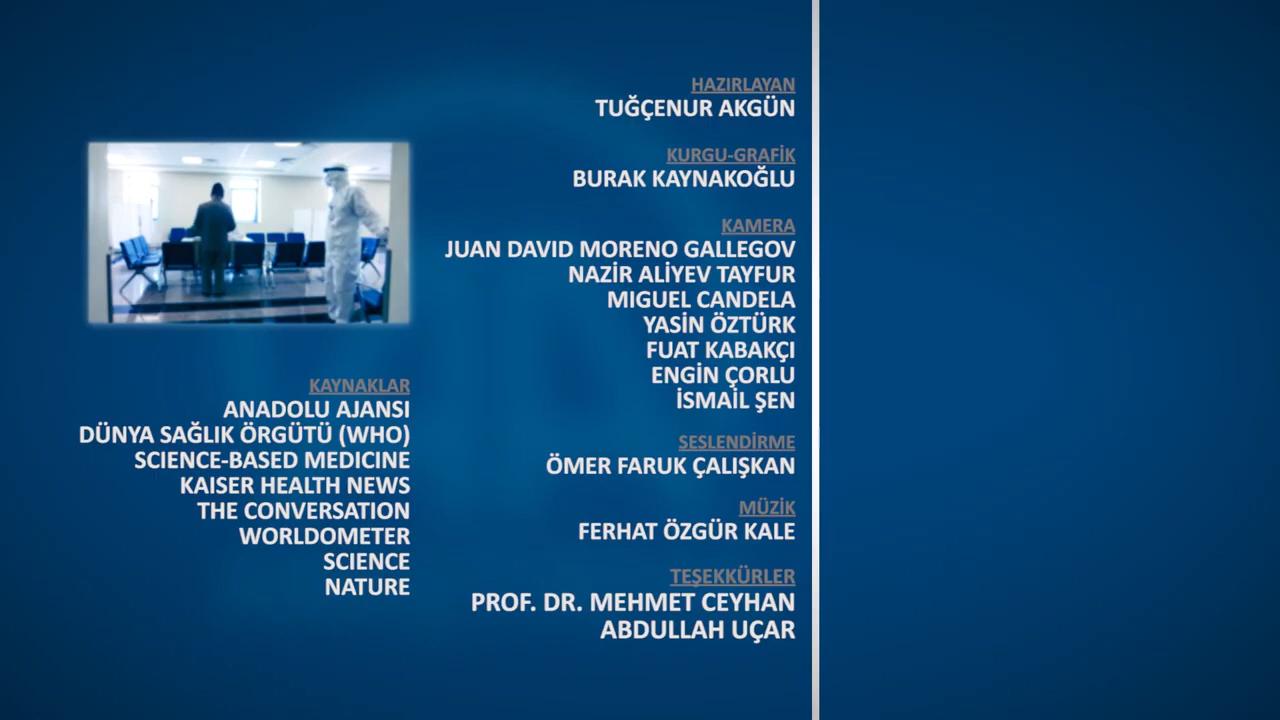 HAZIRLAYAN
TUĞÇENUR AKGÜN
KURGU-GRAFİK
BURAK KAYNAKOĞLU
KAMERA
JUAN DAVID MORENO GALLEGOV
NAZİR ALİYEV TAYFUR
MIGUEL CANDELA
YASİN ÖZTÜRK
FUAT KABAKÇI
ENGİN ÇORLU
İSMAİL ŞEN
SESLENDİRME
ÖMER FARUK ÇALIŞKAN
MÜZİK
FERHAT ÖZGÜR KALE
TEŞEKKÜRLER
PROF. DR. MEHMET CEYHAN
ABDULLAH UÇAR
KAYNAKLAR
ANADOLU AJANSI
DÜNYA SAĞLIK ÖRGÜTÜ (WHO)
SCIENCE-BASED MEDICINE
KAISER HEALTH NEWS
THE CONVERSATION
WORLDOMETER
SCIENCE
NATURE